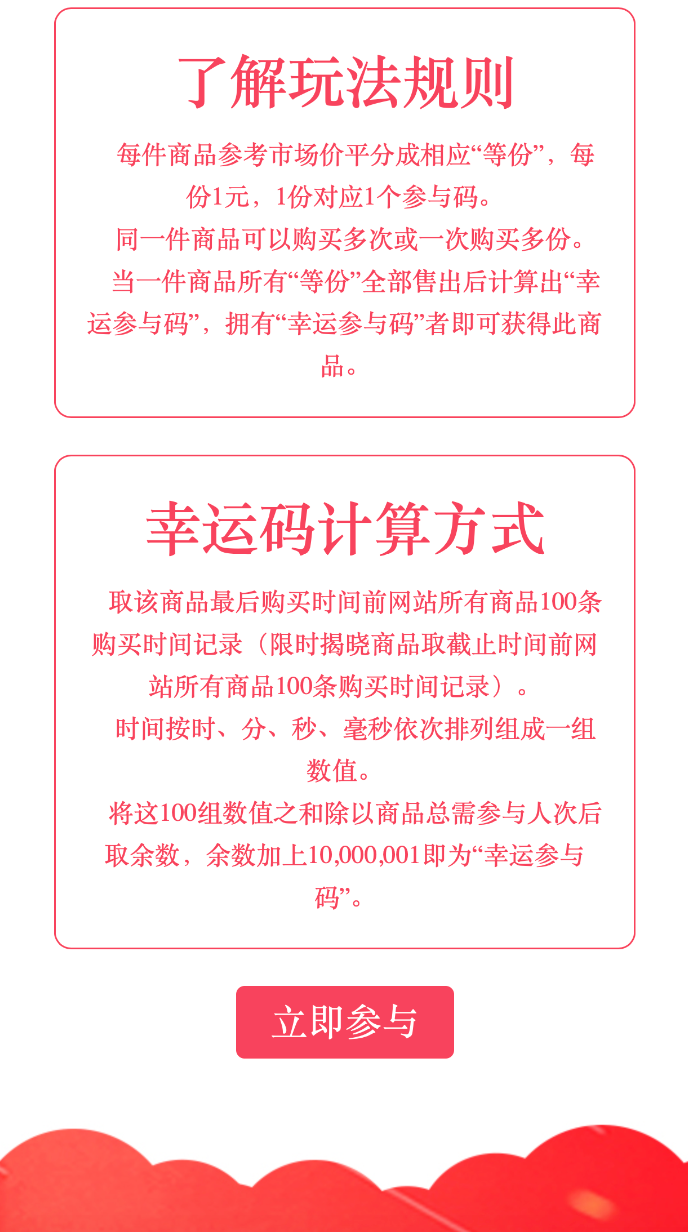 了解玩法规则
每件商品参考市场价平分成相应“等份”，每
份1元，1份对应1个参与码。
同一件商品可以购买多次或一次购买多份。
当一件商品所有“等份”全部售出后计算出“幸
运参与码”，拥有“幸运参与码”者即可获得此商
品。
幸运码计算方式
取该商品最后购买时间前网站所有商品100条
购买时间记录（限时揭晓商品取截止时间前网
站所有商品100条购买时间记录）。
时间按时、分、秒、毫秒依次排列组成一组
数值。
将这100组数值之和除以商品总需参与人次后
取余数，余数加上10,000,001即为“幸运参与
码”。
立即参与